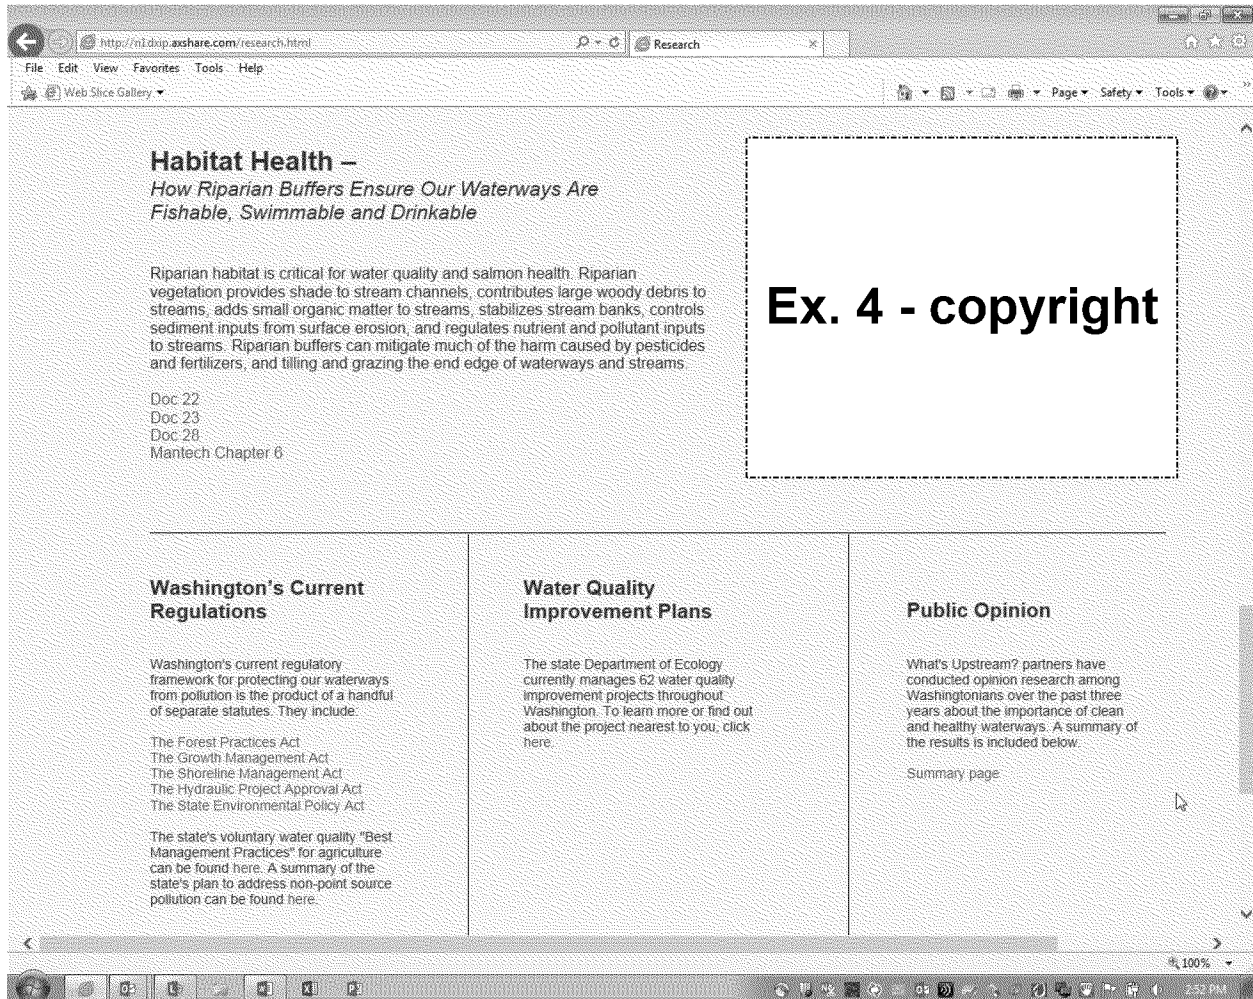 http://n1dxip.axshare.com/research.html
Research
File Edit View Favorites Tools Help
Web Slice Gallery
Page Safety Tools
Habitat Health –
How Riparian Buffers Ensure Our Waterways Are
Fishable, Swimmable and Drinkable
Riparian habitat is critical for water quality and salmon health. Riparian
vegetation provides shade to stream channels, contributes large woody debris to
streams, adds small organic matter to streams, stabilizes stream banks, controls
sediment inputs from surface erosion, and regulates nutrient and pollutant inputs
to streams. Riparian buffers can mitigate much of the harm caused by pesticides
and fertilizers, and tilling and grazing the end edge of waterways and streams.
Doc 22
Doc 23
Doc 28
Mantech Chapter 6
Ex. 4 - copyright
Washington's Current
Regulations
Washington's current regulatory
framework for protecting our waterways
from pollution is the product of a handful
of separate statutes. They include:
The Forest Practices Act
The Growth Management Act
The Shoreline Management Act
The Hydraulic Project Approval Act
The State Environmental Policy Act
The state's voluntary water quality "Best
Management Practices" for agriculture
can be found here. A summary of the
state's plan to address non-point source
pollution can be found here.
Water Quality
Improvement Plans
The state Department of Ecology
currently manages 62 water quality
improvement projects throughout
Washington. To learn more or find out
about the project nearest to you, click
here.
Public Opinion
What's Upstream? partners have
conducted opinion research among
Washingtonians over the past three
years about the importance of clean
and healthy waterways. A summary of
the results is included below.
Summary page
100%
2:52 PM